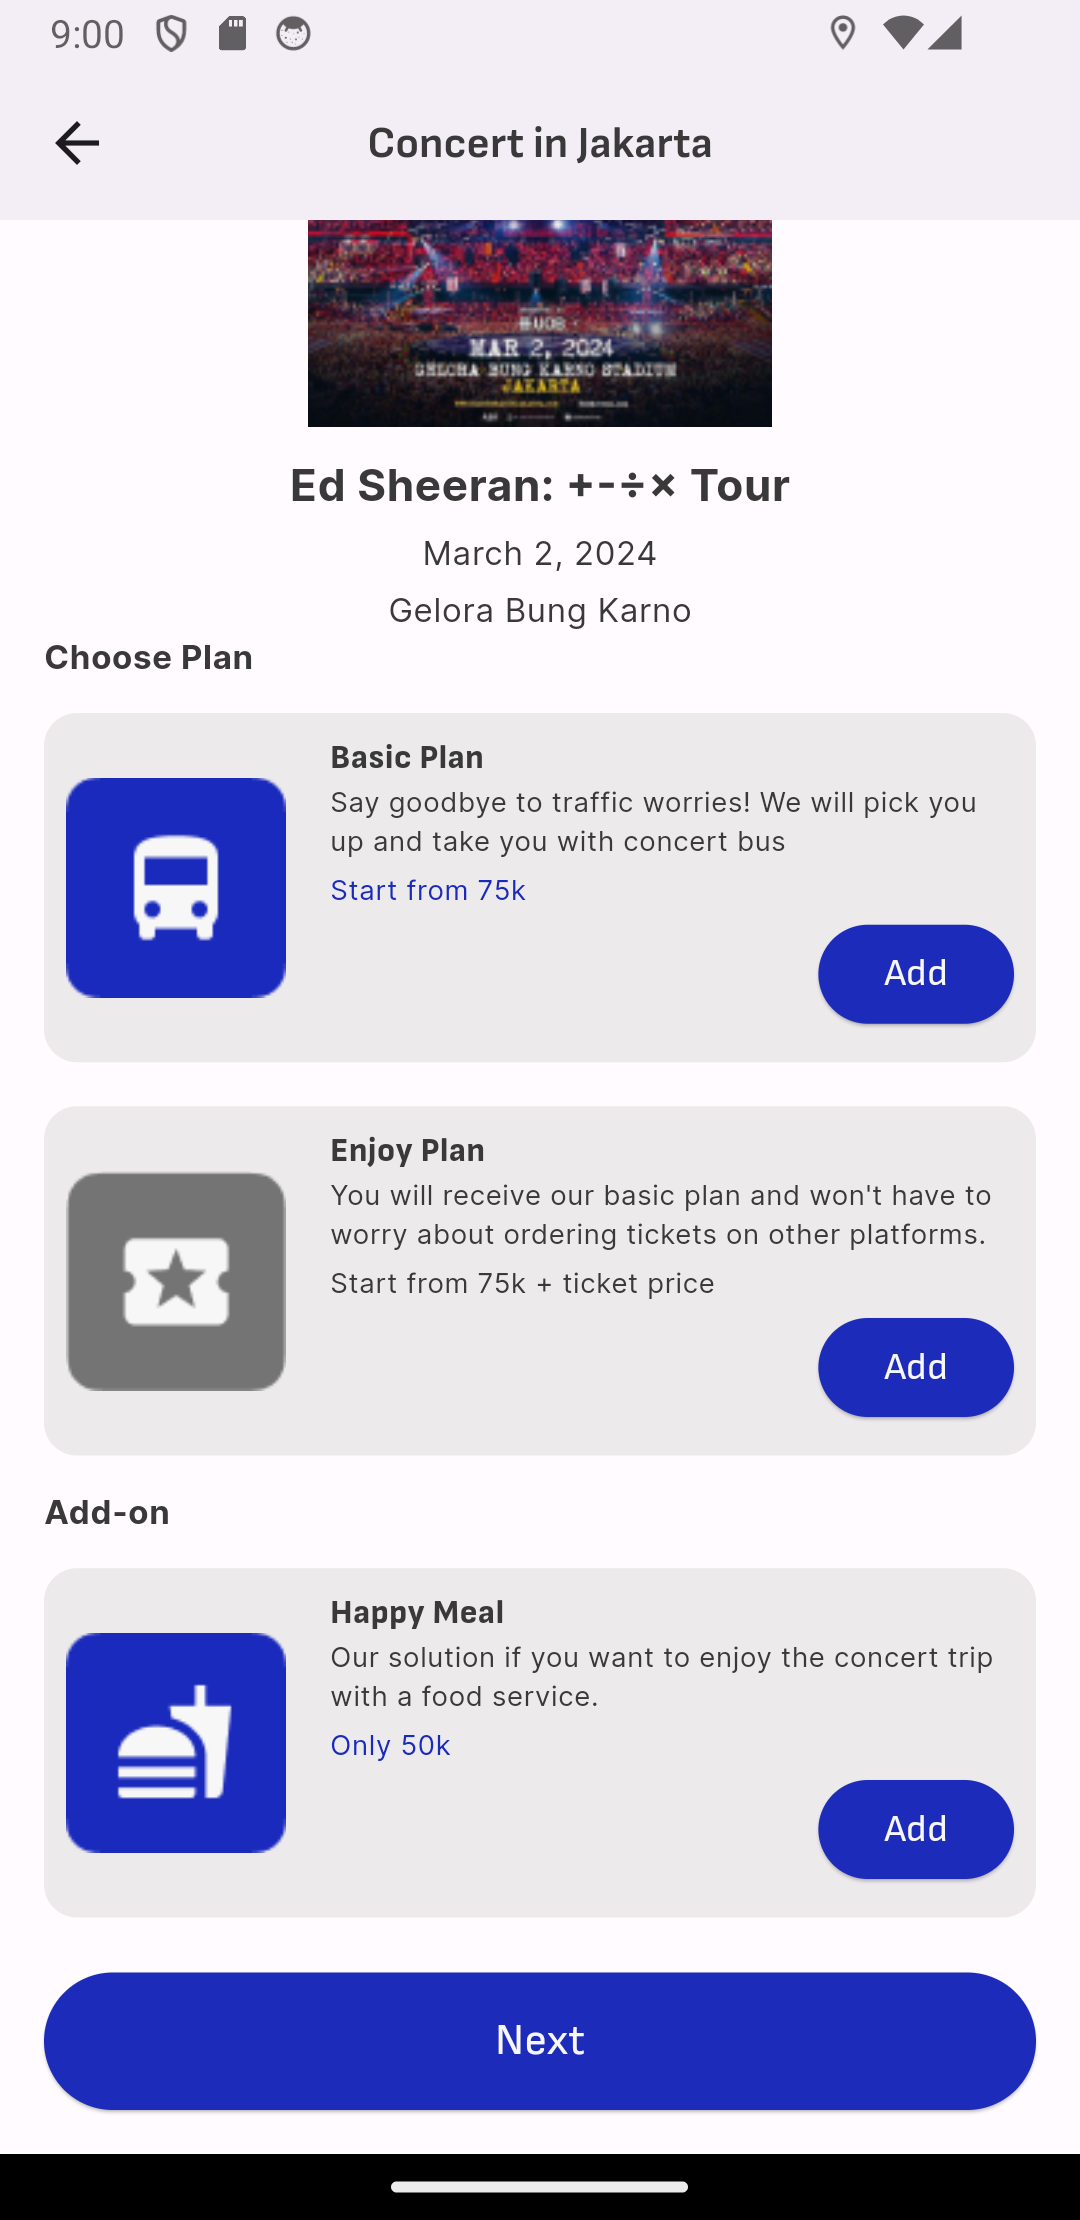 9:00
Concert in Jakarta
MAR 2, 2024
GELORA BUNG KARNO STADIUM
JAKARTA
Ed Sheeran: +-÷× Tour
March 2, 2024
Gelora Bung Karno
Choose Plan
Basic Plan
Say goodbye to traffic worries! We will pick you
up and take you with concert bus
Start from 75k
Add
Enjoy Plan
You will receive our basic plan and won't have to
worry about ordering tickets on other platforms.
Start from 75k + ticket price
Add
Add-on
Happy Meal
Our solution if you want to enjoy the concert trip
with a food service.
Only 50k
Add
Next